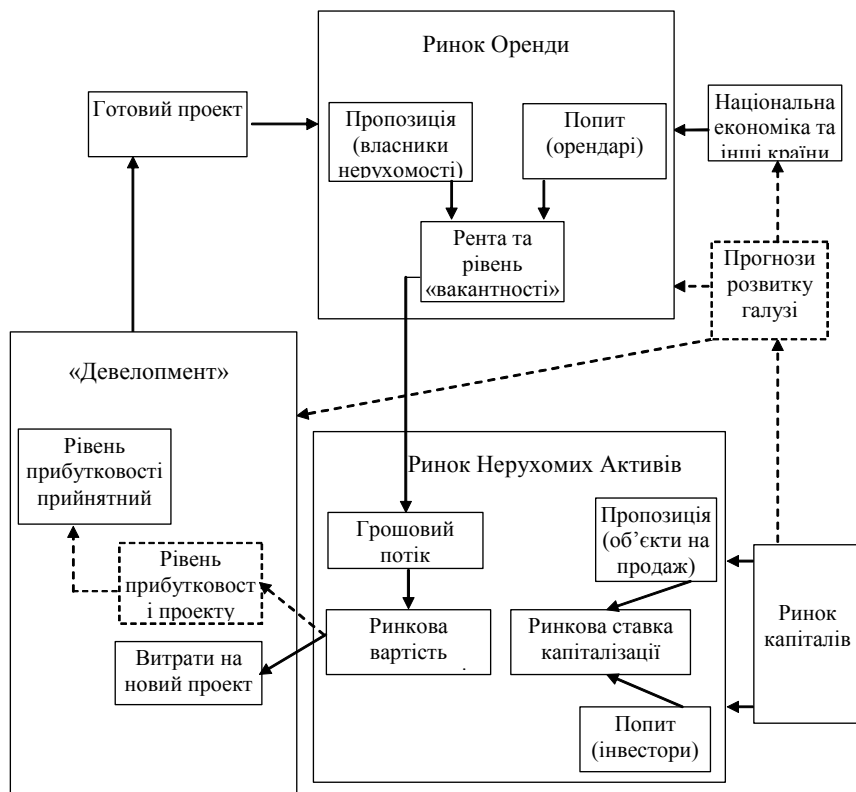 Ринок Оренди
Готовий проект
Пропозиція
(власники
нерухомості)
Попит
(орендарі)
Національна
економіка та
інші країни
Рента та
рівень
«вакантності»
Прогнози
розвитку
галузі
«Девелопмент»
Рівень
прибутковості
прийнятний
Рівень
прибутковост
і проекту
Витрати на
новий проект
Ринок Нерухомих Активів
Грошовий
потік
Пропозиція
(об’єкти на
продаж)
Ринкова
вартість
Ринкова ставка
капіталізації
Попит
(інвестори)
Ринок
капіталів